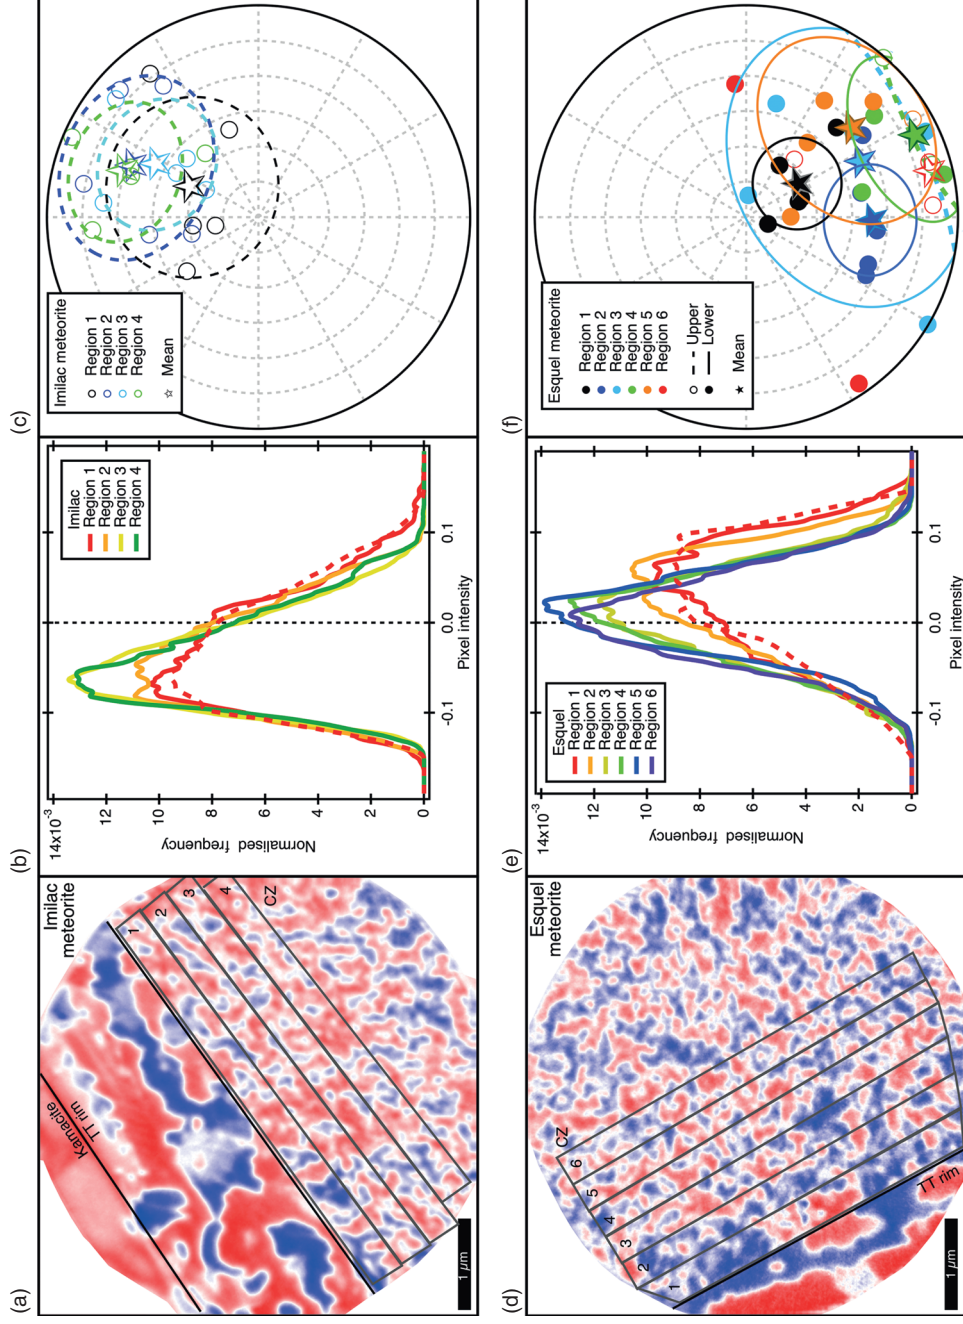 (a)
Imilac
meteorite
Kamacite
TT rim
1
2
3
4
CZ
1 µm
(b)
14x10⁻³
12
10
8
6
4
2
0
Normalised frequency
-0.1
0.0
0.1
Pixel intensity
Imilac
Region 1
Region 2
Region 3
Region 4
(c)
Imilac meteorite
Region 1
Region 2
Region 3
Region 4
Mean
(d)
Esquel
meteorite
1
2
3
4
5
6
CZ
TT rim
1 µm
(e)
14x10⁻³
12
10
8
6
4
2
0
Normalised frequency
-0.1
0.0
0.1
Pixel intensity
Esquel
Region 1
Region 2
Region 3
Region 4
Region 5
Region 6
(f)
Esquel meteorite
Region 1
Region 2
Region 3
Region 4
Region 5
Region 6
Upper
Lower
Mean